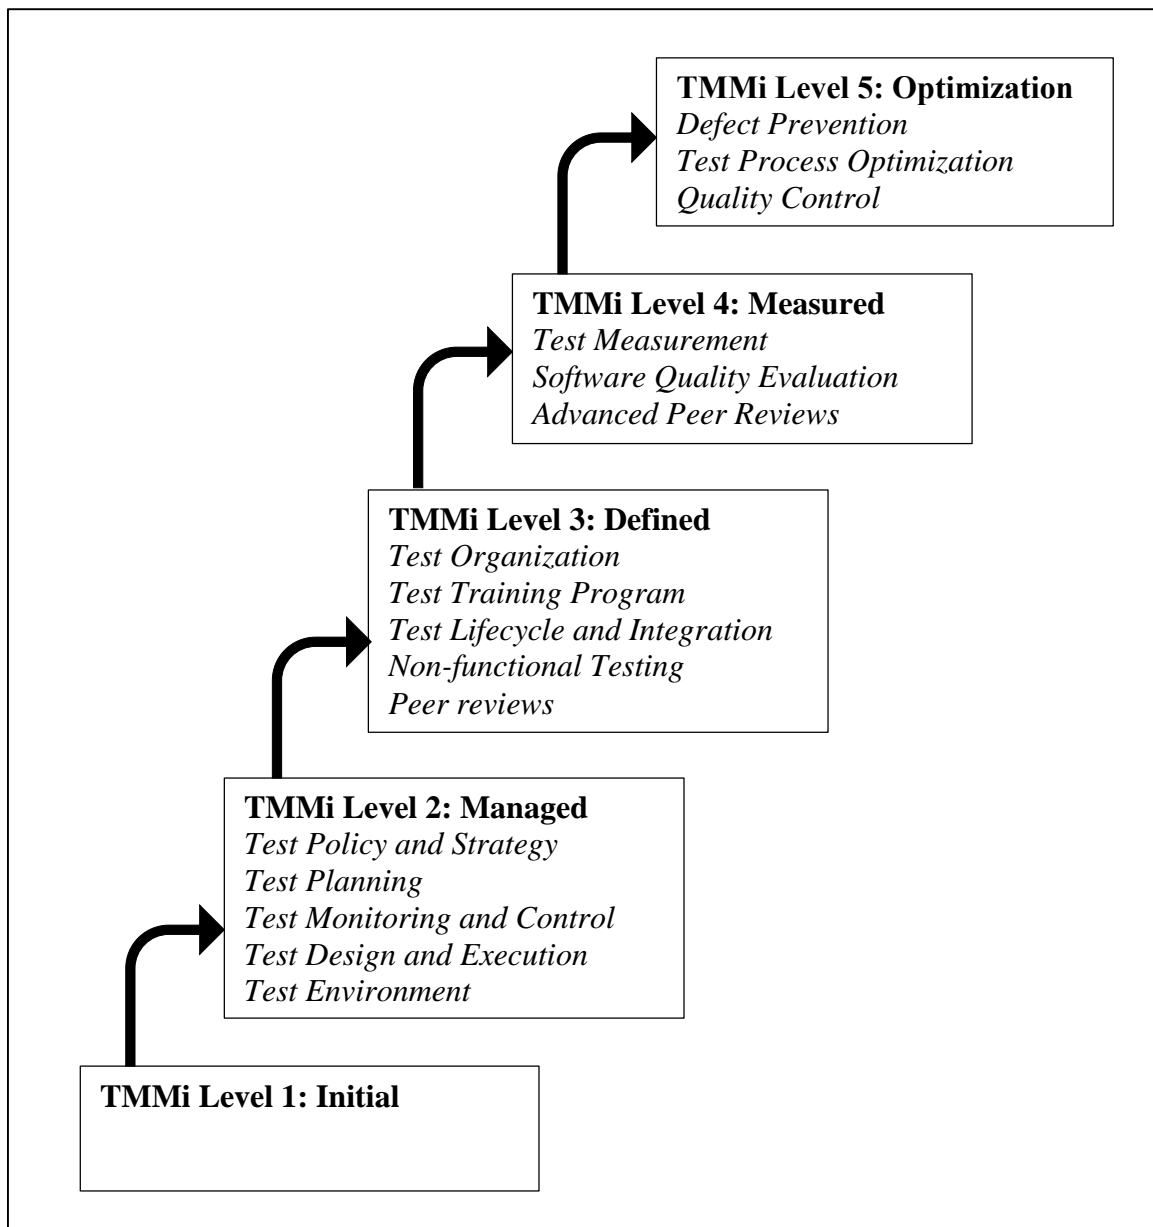 TMMi Level 5: Optimization
Defect Prevention
Test Process Optimization
Quality Control
TMMi Level 4: Measured
Test Measurement
Software Quality Evaluation
Advanced Peer Reviews
TMMi Level 3: Defined
Test Organization
Test Training Program
Test Lifecycle and Integration
Non-functional Testing
Peer reviews
TMMi Level 2: Managed
Test Policy and Strategy
Test Planning
Test Monitoring and Control
Test Design and Execution
Test Environment
TMMi Level 1: Initial